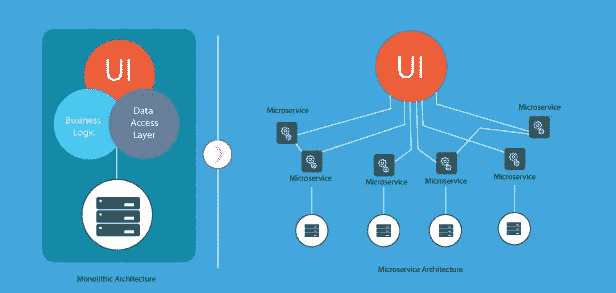 UI
Business
Logic
Data
Access
Layer
Monolithic Architecture
UI
Microservice
Microservice
Microservice
Microservice
Microservice
Microservice
Microservice Architecture